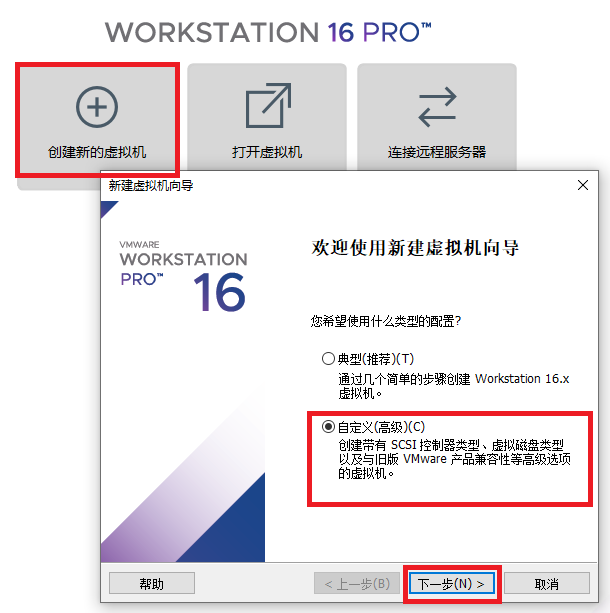 WORKSTATION 16 PRO™
创建新的虚拟机
打开虚拟机
连接远程服务器
新建虚拟机向导
VMWARE
WORKSTATION
PRO™ 16
欢迎使用新建虚拟机向导
您希望使用什么类型的配置?
典型(推荐)(T)
通过几个简单的步骤创建 Workstation 16.x
虚拟机。
自定义(高级)(C)
创建带有 SCSI 控制器类型、虚拟磁盘类型
以及与旧版 VMware 产品兼容性等高级选项
的虚拟机。
帮助
< 上一步(B)
下一步(N) >
取消